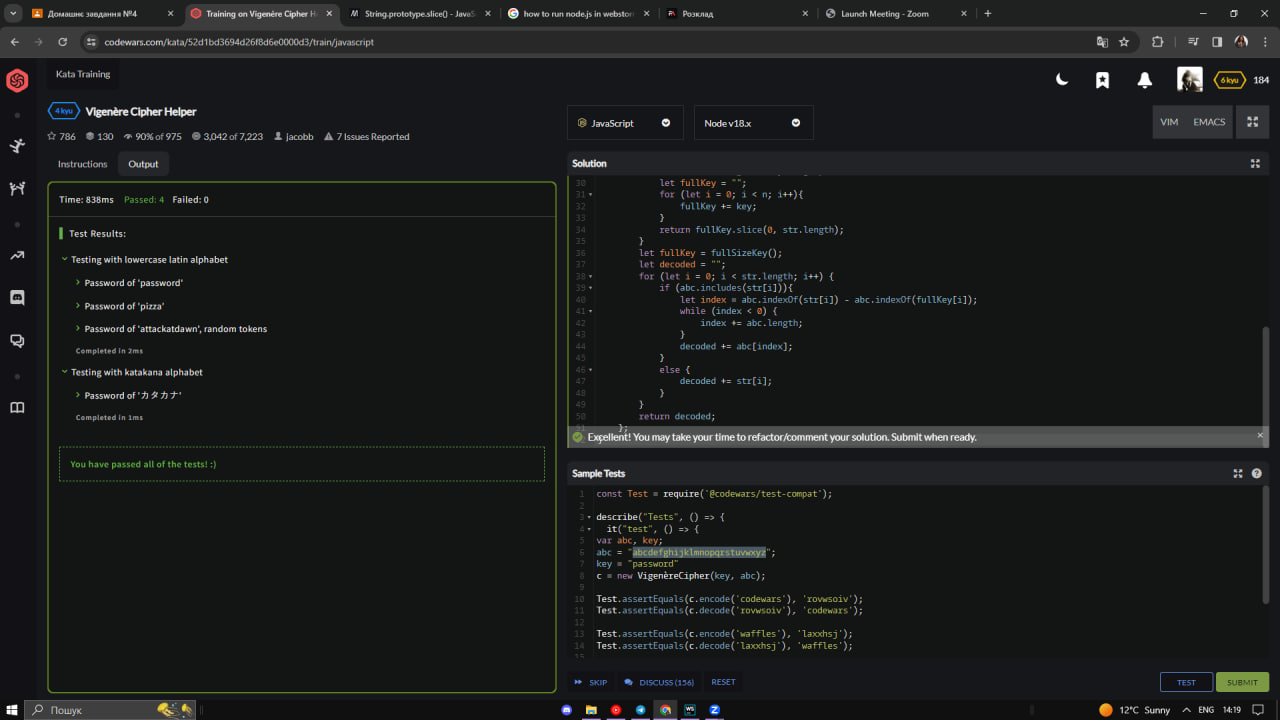 Домашнє завдання №4
Training on Vigenère Cipher He
String.prototype.slice() - JavaSc
how to run node.js in webstorm
Розклад
Launch Meeting - Zoom
codewars.com/kata/52d1bd3694d26f8d6e0000d3/train/javascript
Kata Training
6 kyu 184
4 kyu Vigenère Cipher Helper
786 130 90% of 975 3,042 of 7,223 jacobb 7 Issues Reported
JavaScript
Node v18.x
VIM EMACS
Instructions Output
Time: 838ms Passed: 4 Failed: 0
Test Results:
Testing with lowercase latin alphabet
Password of 'password'
Password of 'pizza'
Password of 'attackatdawn', random tokens
Completed in 2ms
Testing with katakana alphabet
Password of 'カタカナ'
Completed in 1ms
You have passed all of the tests! :)
Solution
30 let fullKey = "";
31 for (let i = 0; i < n; i++){
32 fullKey += key;
33 }
34 return fullKey.slice(0, str.length);
35 }
36 let fullKey = fullSizeKey();
37 let decoded = "";
38 for (let i = 0; i < str.length; i++) {
39 if (abc.includes(str[i])){
40 let index = abc.indexOf(str[i]) - abc.indexOf(fullKey[i]);
41 while (index < 0) {
42 index += abc.length;
43 }
44 decoded += abc[index];
45 }
46 else {
47 decoded += str[i];
48 }
49 }
50 return decoded;
51 };
Excellent! You may take your time to refactor/comment your solution. Submit when ready.
Sample Tests
1 const Test = require('@codewars/test-compat');
2
3 describe("Tests", () => {
4 it("test", () => {
5 var abc, key;
6 abc = "abcdefghijklmnopqrstuvwxyz";
7 key = "password"
8 c = new VigenèreCipher(key, abc);
9
10 Test.assertEquals(c.encode('codewars'), 'rovwsoiv');
11 Test.assertEquals(c.decode('rovwsoiv'), 'codewars');
12
13 Test.assertEquals(c.encode('waffles'), 'laxxhsj');
14 Test.assertEquals(c.decode('laxxhsj'), 'waffles');
15
SKIP DISCUSS (156) RESET
TEST SUBMIT
Пошук
12°C Sunny ENG 14:19